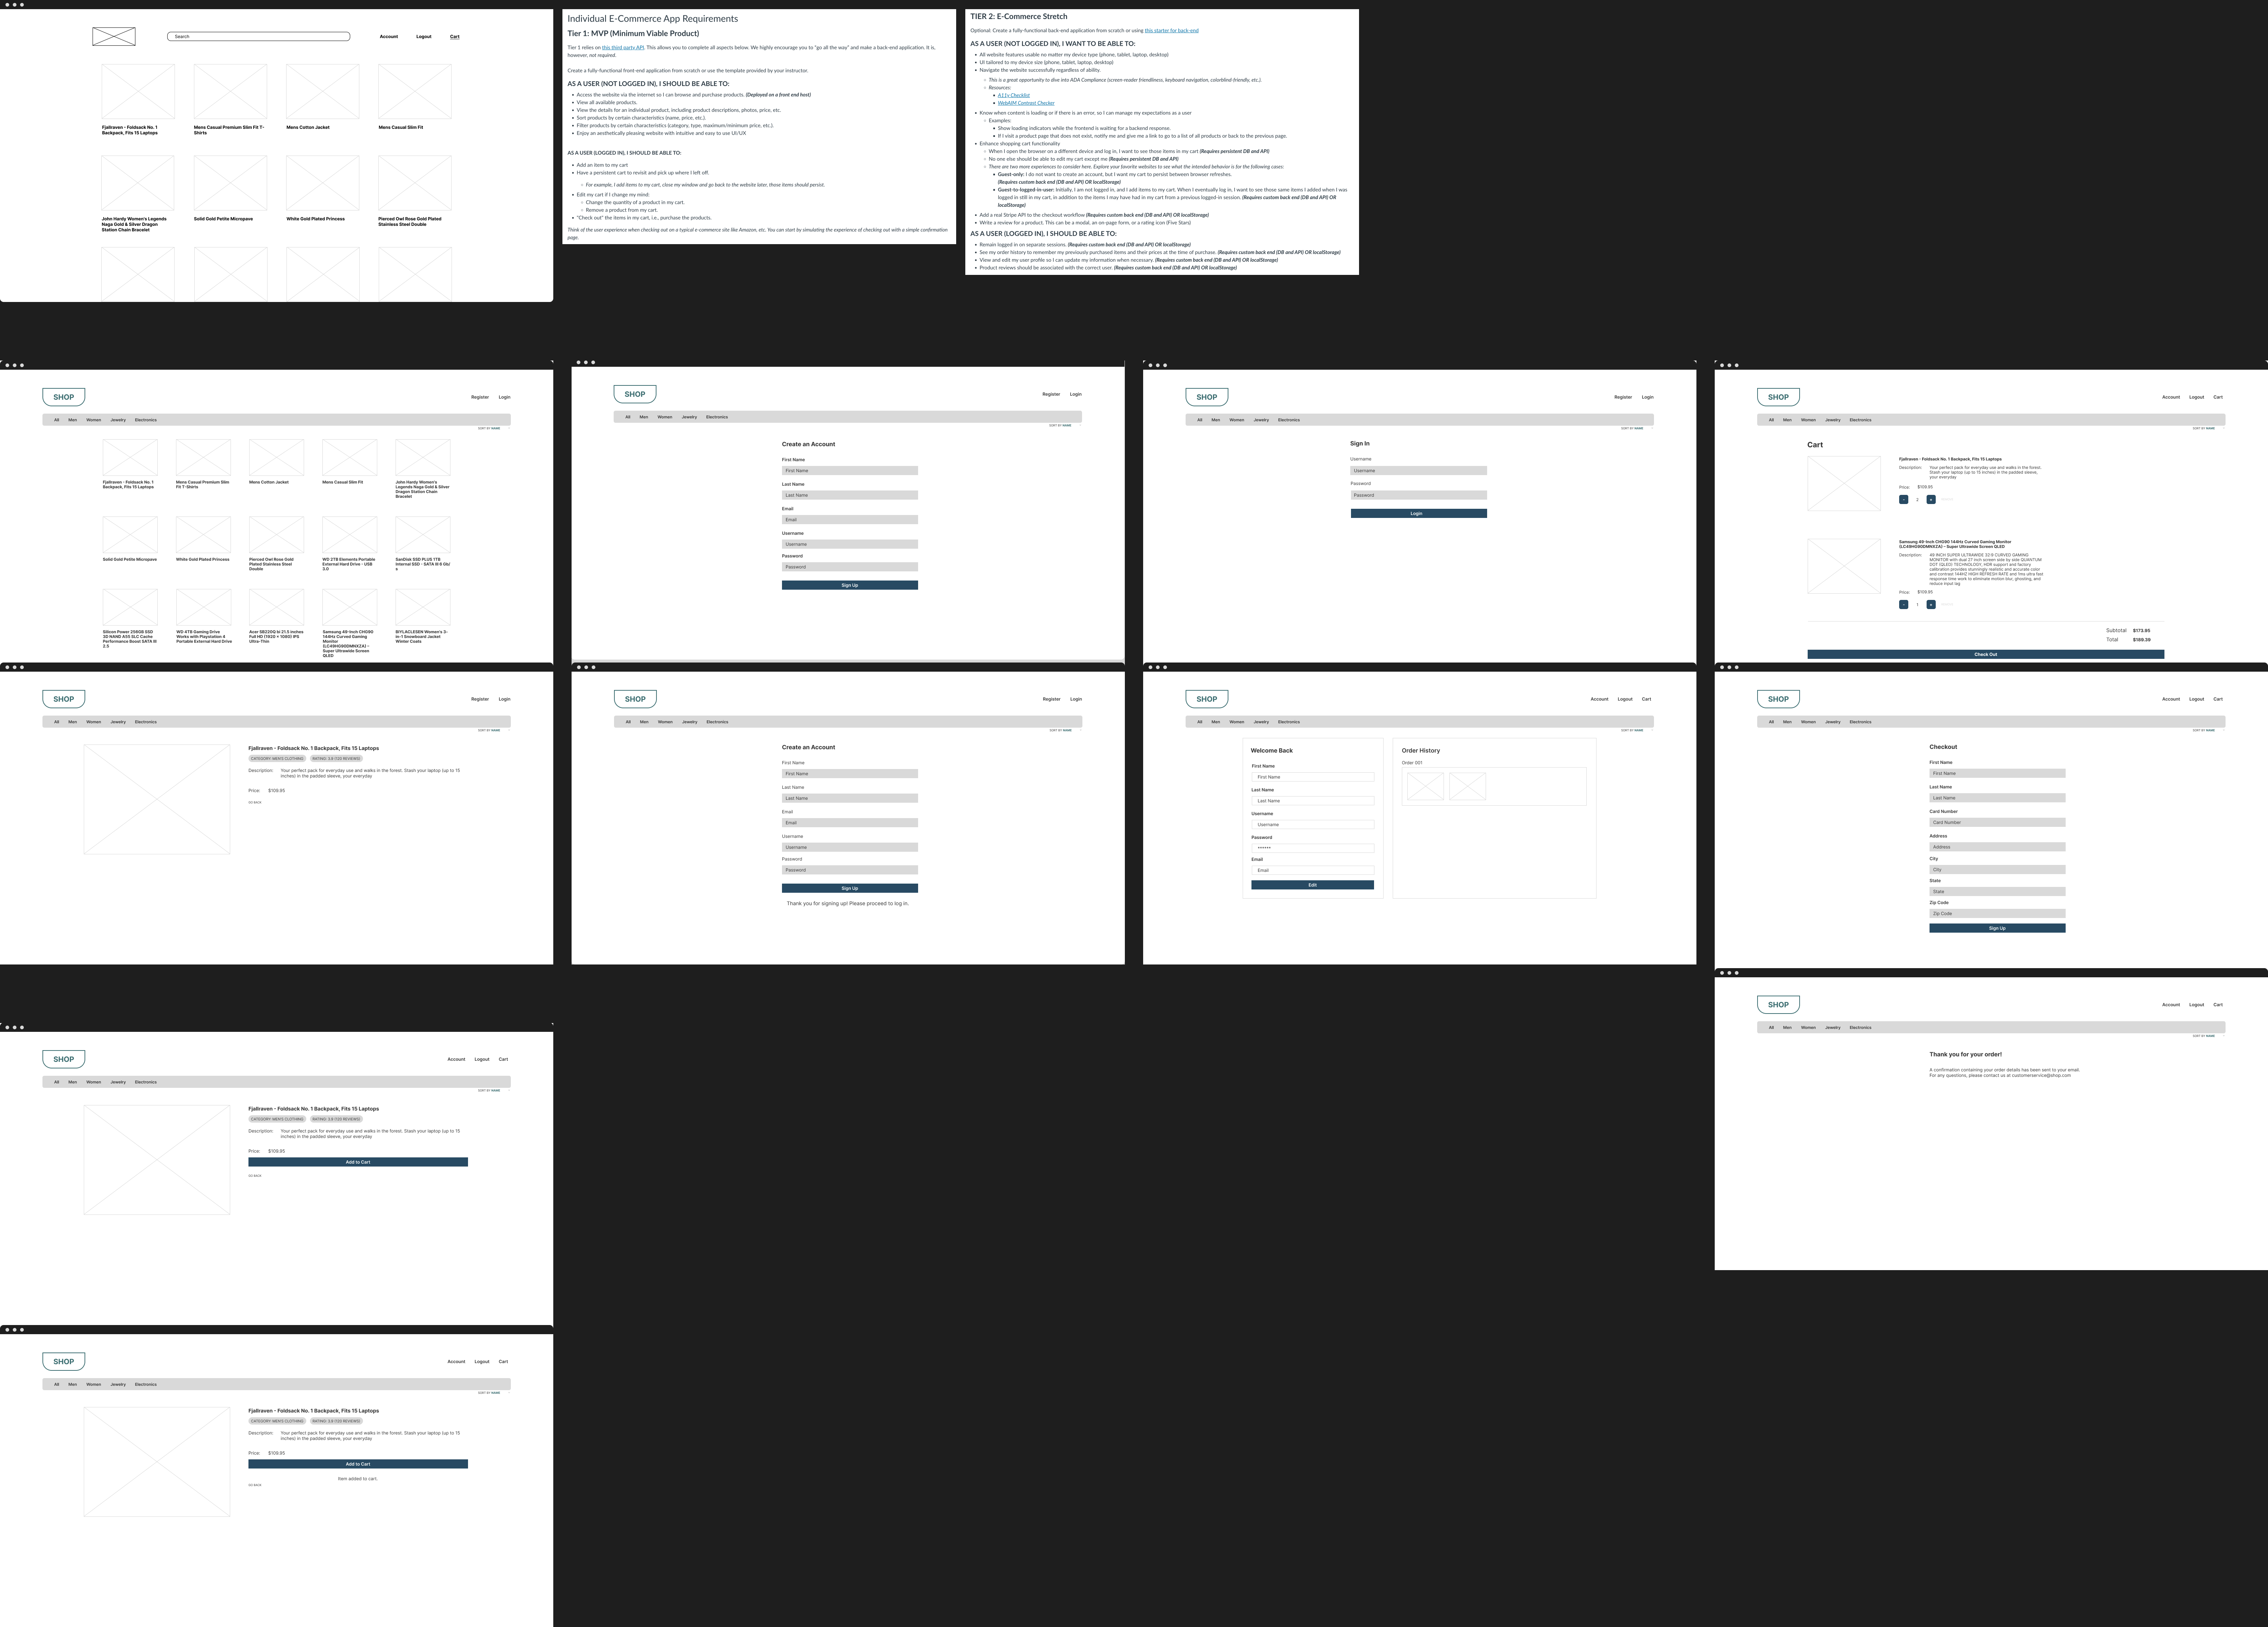 Search
Account Logout Cart
Fjallraven - Foldsack No. 1
Backpack, Fits 15 Laptops
Mens Casual Premium Slim Fit T-
Shirts
Mens Cotton Jacket
Mens Casual Slim Fit
John Hardy Women's Legends
Naga Gold & Silver Dragon
Station Chain Bracelet
Solid Gold Petite Micropave
White Gold Plated Princess
Pierced Owl Rose Gold Plated
Stainless Steel Double
Individual E-Commerce App Requirements
Tier 1: MVP (Minimum Viable Product)
Tier 1 relies on this third party API. This allows you to complete all aspects below. We highly encourage you to "go all the way" and make a back-end application. It is,
however, not required.
Create a fully-functional front-end application from scratch or use the template provided by your instructor.
AS A USER (NOT LOGGED IN), I SHOULD BE ABLE TO:
• Access the website via the internet so I can browse and purchase products. (Deployed on a front end host)
• View all available products.
• View the details for an individual product, including product descriptions, photos, price, etc.
• Sort products by certain characteristics (name, price, etc.).
• Filter products by certain characteristics (category, type, maximum/minimum price, etc.).
• Enjoy an aesthetically pleasing website with intuitive and easy to use UI/UX
AS A USER (LOGGED IN), I SHOULD BE ABLE TO:
• Add an item to my cart
• Have a persistent cart to revisit and pick up where I left off.
◦ For example, I add items to my cart, close my window and go back to the website later, those items should persist.
• Edit my cart if I change my mind:
◦ Change the quantity of a product in my cart.
◦ Remove a product from my cart.
• "Check out" the items in my cart, i.e., purchase the products.
Think of the user experience when checking out on a typical e-commerce site like Amazon, etc. You can start by simulating the experience of checking out with a simple confirmation
page.
TIER 2: E-Commerce Stretch
Optional: Create a fully-functional back-end application from scratch or using this starter for back-end
AS A USER (NOT LOGGED IN), I WANT TO BE ABLE TO:
• All website features usable no matter my device type (phone, tablet, laptop, desktop)
• UI tailored to my device size (phone, tablet, laptop, desktop)
• Navigate the website successfully regardless of ability.
◦ This is a great opportunity to dive into ADA Compliance (screen-reader friendliness, keyboard navigation, colorblind-friendly, etc.).
◦ Resources:
▪ A11y Checklist
▪ WebAIM Contrast Checker
• Know when content is loading or if there is an error, so I can manage my expectations as a user
◦ Examples:
▪ Show loading indicators while the frontend is waiting for a backend response.
▪ If I visit a product page that does not exist, notify me and give me a link to go to a list of all products or back to the previous page.
• Enhance shopping cart functionality
◦ When I open the browser on a different device and log in, I want to see those items in my cart (Requires persistent DB and API)
◦ No one else should be able to edit my cart except me (Requires persistent DB and API)
◦ There are two more experiences to consider here. Explore your favorite websites to see what the intended behavior is for the following cases:
▪ Guest-only: I do not want to create an account, but I want my cart to persist between browser refreshes.
(Requires custom back end (DB and API) OR localStorage)
▪ Guest-to-logged-in-user: Initially, I am not logged in, and I add items to my cart. When I eventually log in, I want to see those same items I added when I was
logged in still in my cart, in addition to the items I may have had in my cart from a previous logged-in session. (Requires custom back end (DB and API) OR
localStorage)
• Add a real Stripe API to the checkout workflow (Requires custom back end (DB and API) OR localStorage)
• Write a review for a product. This can be a modal, an on-page form, or a rating icon (Five Stars)
AS A USER (LOGGED IN), I SHOULD BE ABLE TO:
• Remain logged in on separate sessions. (Requires custom back end (DB and API) OR localStorage)
• See my order history to remember my previously purchased items and their prices at the time of purchase. (Requires custom back end (DB and API) OR localStorage)
• View and edit my user profile so I can update my information when necessary. (Requires custom back end (DB and API) OR localStorage)
• Product reviews should be associated with the correct user. (Requires custom back end (DB and API) OR localStorage)
SHOP
Register Login
All Men Women Jewelry Electronics
SORT BY NAME
Fjallraven - Foldsack No. 1
Backpack, Fits 15 Laptops
Mens Casual Premium Slim
Fit T-Shirts
Mens Cotton Jacket
Mens Casual Slim Fit
John Hardy Women's
Legends Naga Gold & Silver
Dragon Station Chain
Bracelet
Solid Gold Petite Micropave
White Gold Plated Princess
Pierced Owl Rose Gold
Plated Stainless Steel
Double
WD 2TB Elements Portable
External Hard Drive - USB
3.0
SanDisk SSD PLUS 1TB
Internal SSD - SATA III 6 Gb/
s
Silicon Power 256GB SSD
3D NAND A55 SLC Cache
Performance Boost SATA III
2.5
WD 4TB Gaming Drive
Works with Playstation 4
Portable External Hard Drive
Acer SB220Q bi 21.5 inches
Full HD (1920 x 1080) IPS
Ultra-Thin
Samsung 49-Inch CHG90
144Hz Curved Gaming
Monitor
(LC49HG90DMNXZA) –
Super Ultrawide Screen
QLED
BIYLACLESEN Women's 3-
in-1 Snowboard Jacket
Winter Coats
SHOP
Register Login
All Men Women Jewelry Electronics
SORT BY NAME
Create an Account
First Name
First Name
Last Name
Last Name
Email
Email
Username
Username
Password
Password
Sign Up
SHOP
Register Login
All Men Women Jewelry Electronics
SORT BY NAME
Sign In
Username
Username
Password
Password
Login
SHOP
Account Logout Cart
All Men Women Jewelry Electronics
SORT BY NAME
Cart
Fjallraven - Foldsack No. 1 Backpack, Fits 15 Laptops
Description: Your perfect pack for everyday use and walks in the forest.
Stash your laptop (up to 15 inches) in the padded sleeve,
your everyday
Price: $109.95
- 2 +
Samsung 49-Inch CHG90 144Hz Curved Gaming Monitor
(LC49HG90DMNXZA) – Super Ultrawide Screen QLED
Description: 49 INCH SUPER ULTRAWIDE 32:9 CURVED GAMING
MONITOR with dual 27 inch screen side by side QUANTUM
DOT (QLED) TECHNOLOGY, HDR support and factory
calibration provides stunningly realistic and accurate color
and contrast 144HZ HIGH REFRESH RATE and 1ms ultra fast
response time work to eliminate motion blur, ghosting, and
reduce input lag
Price: $109.95
- 1 +
Subtotal $173.95
Total $189.39
Check Out
SHOP
Register Login
All Men Women Jewelry Electronics
SORT BY NAME
Fjallraven - Foldsack No. 1 Backpack, Fits 15 Laptops
CATEGORY: MEN'S CLOTHING RATING: 3.9 (120 REVIEWS)
Description: Your perfect pack for everyday use and walks in the forest. Stash your laptop (up to 15
inches) in the padded sleeve, your everyday
Price: $109.95
GO BACK
SHOP
Register Login
All Men Women Jewelry Electronics
SORT BY NAME
Create an Account
First Name
First Name
Last Name
Last Name
Email
Email
Username
Username
Password
Password
Sign Up
Thank you for signing up! Please proceed to log in.
SHOP
Account Logout Cart
All Men Women Jewelry Electronics
SORT BY NAME
Welcome Back
First Name
First Name
Last Name
Last Name
Username
Username
Password
******
Email
Email
Edit
Order History
Order 001
SHOP
Account Logout Cart
All Men Women Jewelry Electronics
SORT BY NAME
Checkout
First Name
First Name
Last Name
Last Name
Card Number
Card Number
Address
Address
City
City
State
State
Zip Code
Zip Code
Sign Up
SHOP
Account Logout Cart
All Men Women Jewelry Electronics
SORT BY NAME
Thank you for your order!
A confirmation containing your order details has been sent to your email.
For any questions, please contact us at customerservice@shop.com
SHOP
Account Logout Cart
All Men Women Jewelry Electronics
SORT BY NAME
Fjallraven - Foldsack No. 1 Backpack, Fits 15 Laptops
CATEGORY: MEN'S CLOTHING RATING: 3.9 (120 REVIEWS)
Description: Your perfect pack for everyday use and walks in the forest. Stash your laptop (up to 15
inches) in the padded sleeve, your everyday
Price: $109.95
Add to Cart
GO BACK
SHOP
Account Logout Cart
All Men Women Jewelry Electronics
SORT BY NAME
Fjallraven - Foldsack No. 1 Backpack, Fits 15 Laptops
CATEGORY: MEN'S CLOTHING RATING: 3.9 (120 REVIEWS)
Description: Your perfect pack for everyday use and walks in the forest. Stash your laptop (up to 15
inches) in the padded sleeve, your everyday
Price: $109.95
Add to Cart
Item added to cart.
GO BACK